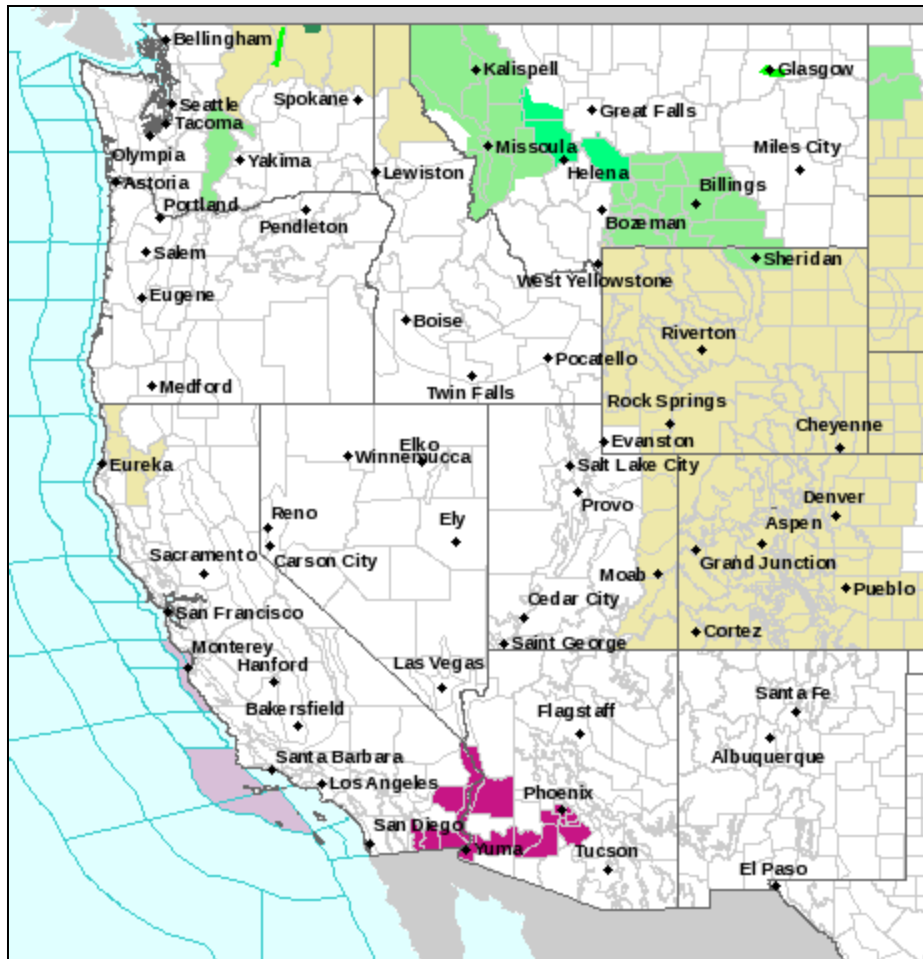 Bellingham
Kalispell
Glasgow
Spokane
Seattle
Great Falls
Tacoma
Olympia
Yakima
Missoula
Miles City
Helena
Lewiston
Astoria
Billings
Portland
Pendleton
Bozeman
Salem
Sheridan
West Yellowstone
Eugene
Boise
Riverton
Pocatello
Medford
Twin Falls
Rock Springs
Cheyenne
Elko
Evanston
Winnemucca
Eureka
Salt Lake City
Provo
Denver
Reno
Ely
Aspen
Sacramento
Carson City
Grand Junction
Moab
Pueblo
San Francisco
Cedar City
Cortez
Monterey
Saint George
Hanford
Las Vegas
Santa Fe
Bakersfield
Flagstaff
Albuquerque
Santa Barbara
Los Angeles
Phoenix
San Diego
Yuma
Tucson
El Paso